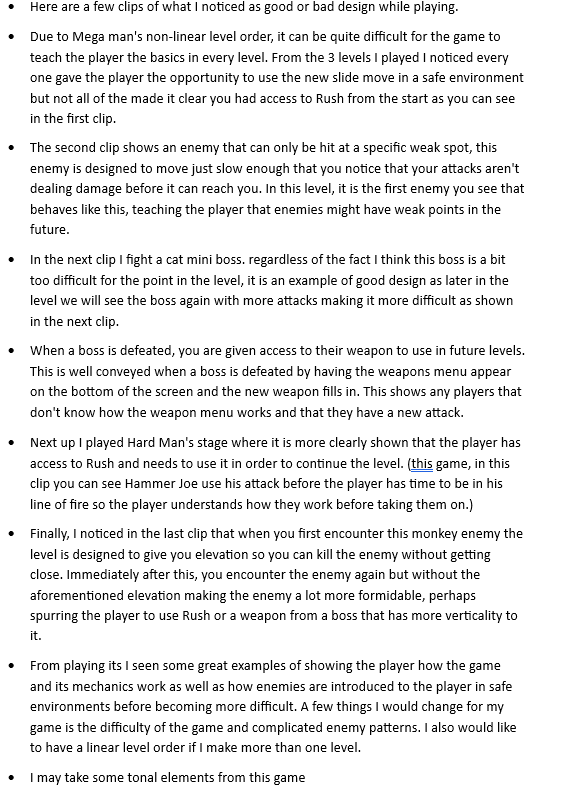 • Here are a few clips of what I noticed as good or bad design while playing.
• Due to Mega man's non-linear level order, it can be quite difficult for the game to
teach the player the basics in every level. From the 3 levels I played I noticed every
one gave the player the opportunity to use the new slide move in a safe environment
but not all of the made it clear you had access to Rush from the start as you can see
in the first clip.
• The second clip shows an enemy that can only be hit at a specific weak spot, this
enemy is designed to move just slow enough that you notice that your attacks aren't
dealing damage before it can reach you. In this level, it is the first enemy you see that
behaves like this, teaching the player that enemies might have weak points in the
future.
• In the next clip I fight a cat mini boss. regardless of the fact I think this boss is a bit
too difficult for the point in the level, it is an example of good design as later in the
level we will see the boss again with more attacks making it more difficult as shown
in the next clip.
• When a boss is defeated, you are given access to their weapon to use in future levels.
This is well conveyed when a boss is defeated by having the weapons menu appear
on the bottom of the screen and the new weapon fills in. This shows any players that
don't know how the weapon menu works and that they have a new attack.
• Next up I played Hard Man's stage where it is more clearly shown that the player has
access to Rush and needs to use it in order to continue the level. (this game, in this
clip you can see Hammer Joe use his attack before the player has time to be in his
line of fire so the player understands how they work before taking them on.)
• Finally, I noticed in the last clip that when you first encounter this monkey enemy the
level is designed to give you elevation so you can kill the enemy without getting
close. Immediately after this, you encounter the enemy again but without the
aforementioned elevation making the enemy a lot more formidable, perhaps
spurring the player to use Rush or a weapon from a boss that has more verticality to
it.
• From playing its I seen some great examples of showing the player how the game
and its mechanics work as well as how enemies are introduced to the player in safe
environments before becoming more difficult. A few things I would change for my
game is the difficulty of the game and complicated enemy patterns. I also would like
to have a linear level order if I make more than one level.
• I may take some tonal elements from this game